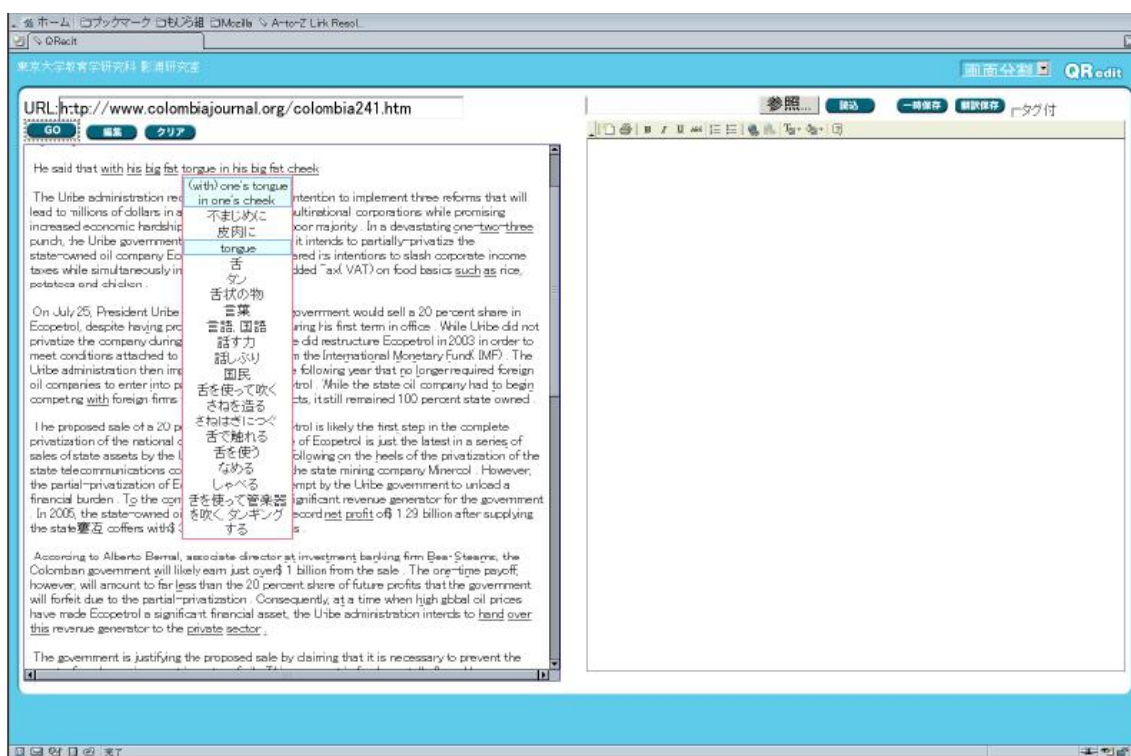 ホーム ブックマーク もじら組 Mozilla A-to-Z Link Resol...
QRedit
東京大学教育学研究科 影浦研究室
画面分割 QRedit
URL:http://www.colombiajournal.org/colombia241.htm
参照... 読込 一時保存 翻訳保存 タグ付
GO 編集 クリア
He said that with his big fat tongue in his big fat cheek
(with) one's tongue
in one's cheek
不まじめに
皮肉に
tongue
舌
タン
舌状の物
言葉
言語, 国語
話す力
話しぶり
国民
舌を使って吹く
さねを造る
さねはぎにつぐ
舌で触れる
舌を使う
なめる
しゃべる
舌を使って管楽器
を吹く, タンギング
する
The Uribe administration ntention to implement three reforms that will
lead to millions of dollars in a ultinational corporations while promising
increased economic hardship oor majority. In a devastating one-two-three
punch, the Uribe government it intends to partially-privatize the
state-owned oil company Ec ared its intentions to slash corporate income
taxes while simultaneously in dded Tax( VAT) on food basics such as rice,
potatoes and chicken .
On July 25, President Uribe government would sell a 20 percent share in
Ecopetrol, despite having pro uring his first term in office . While Uribe did not
privatize the company during e did restructure Ecopetrol in 2003 in order to
meet conditions attached to m the International Monetary Fund( IMF) . The
Uribe administration then imp following year that no longer required foreign
oil companies to enter into p trol . While the state oil company had to begin
competing with foreign firms cts, it still remained 100 percent state owned .
The proposed sale of a 20 p trol is likely the first step in the complete
privatization of the national o of Ecopetrol is just the latest in a series of
sales of state assets by the U ollowing on the heels of the privatization of the
state telecommunications co he state mining company Minercol . However,
the partial-privatization of E empt by the Uribe government to unload a
financial burden . To the con ignificant revenue generator for the government
. In 2005, the state-owned o ecord net profit of$ 1.29 billion after supplying
the state coffers with$ s .
According to Alberto Bernal, associate director at investment banking firm Bear Stearns, the
Colombian government will likely earn just over$ 1 billion from the sale . The one-time payoff,
however, will amount to far less than the 20 percent share of future profits that the government
will forfeit due to the partial-privatization . Consequently, at a time when high global oil prices
have made Ecopetrol a significant financial asset, the Uribe administration intends to hand over
this revenue generator to the private sector .
The government is justifying the proposed sale by claiming that it is necessary to prevent the
完了